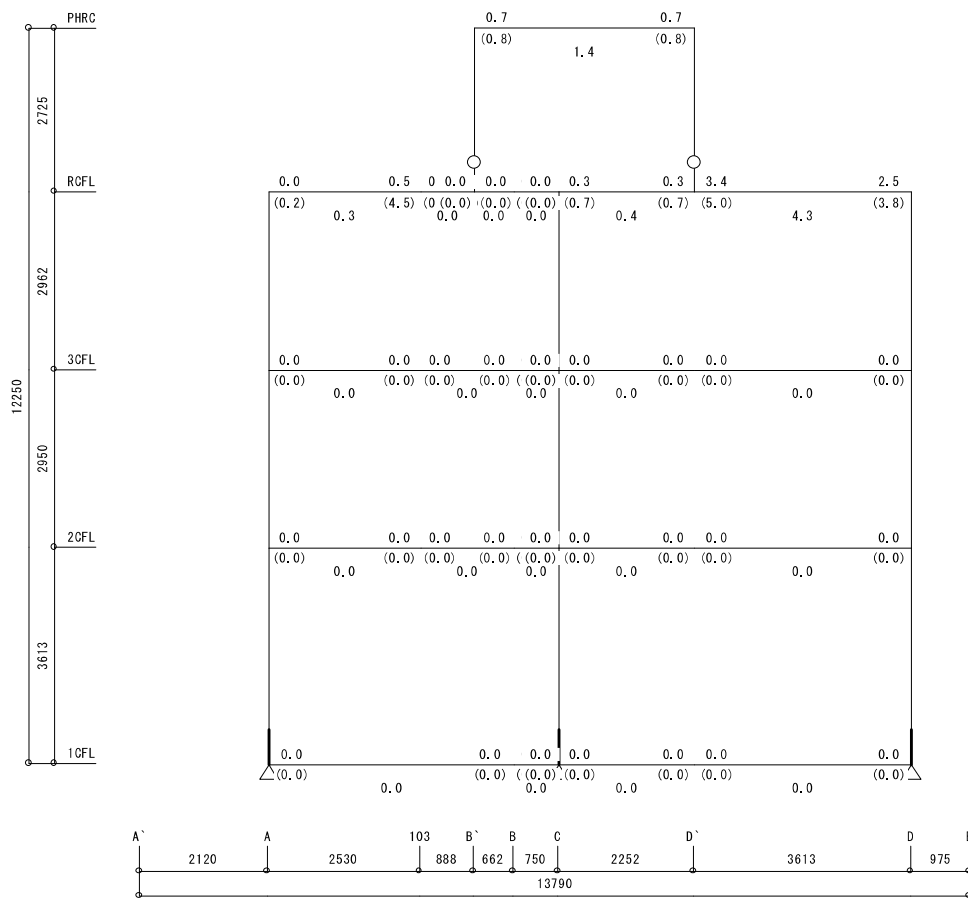 PHRC 0.7 0.7
(0.8) (0.8)
1.4
2725
RCFL 0.0 0.5 0 0.0 0.0 0.0 0.3 0.3 3.4 2.5
(0.2) (4.5) (0 (0.0) (0.0) ( (0.0) (0.7) (0.7) (5.0) (3.8)
0.3 0.0 0.0 0.0 0.4 4.3
2962
3CFL 0.0 0.0 0.0 0.0 0.0 0.0 0.0 0.0 0.0
(0.0) (0.0) (0.0) (0.0) ( (0.0) (0.0) (0.0) (0.0) (0.0)
0.0 0.0 0.0 0.0 0.0
12250
2950
2CFL 0.0 0.0 0.0 0.0 0.0 0.0 0.0 0.0 0.0
(0.0) (0.0) (0.0) (0.0) ( (0.0) (0.0) (0.0) (0.0) (0.0)
0.0 0.0 0.0 0.0 0.0
3613
1CFL 0.0 0.0 0.0 0.0 0.0 0.0 0.0
(0.0) (0.0) ( (0.0) (0.0) (0.0) (0.0) (0.0)
0.0 0.0 0.0 0.0
A` A 103 B` B C D` D
2120 2530 888 662 750 2252 3613 975
13790